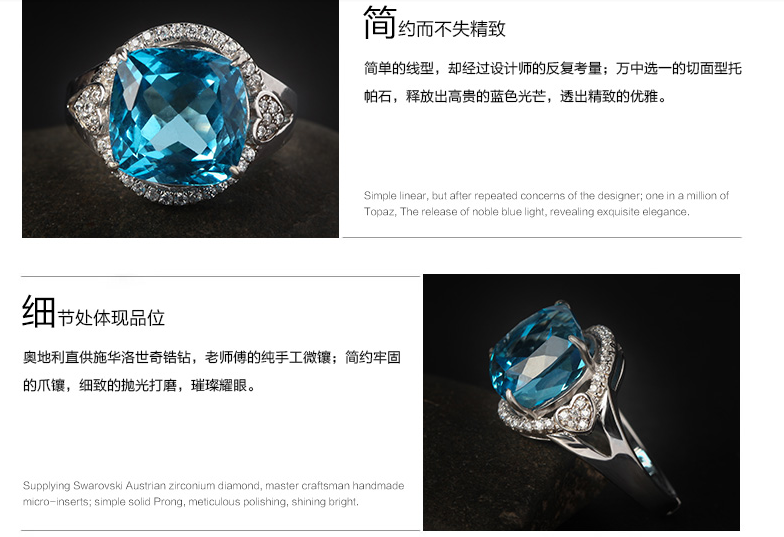 简约而不失精致
简单的线型，却经过设计师的反复考量；万中选一的切面型托
帕石，释放出高贵的蓝色光芒，透出精致的优雅。
Simple linear, but after repeated concerns of the designer; one in a million of
Topaz, The release of noble blue light, revealing exquisite elegance.
细节处体现品位
奥地利直供施华洛世奇锆钻，老师傅的纯手工微镶；简约牢固
的爪镶，细致的抛光打磨，璀璨耀眼。
Supplying Swarovski Austrian zirconium diamond, master craftsman handmade
micro-inserts; simple solid Prong, meticulous polishing, shining bright.